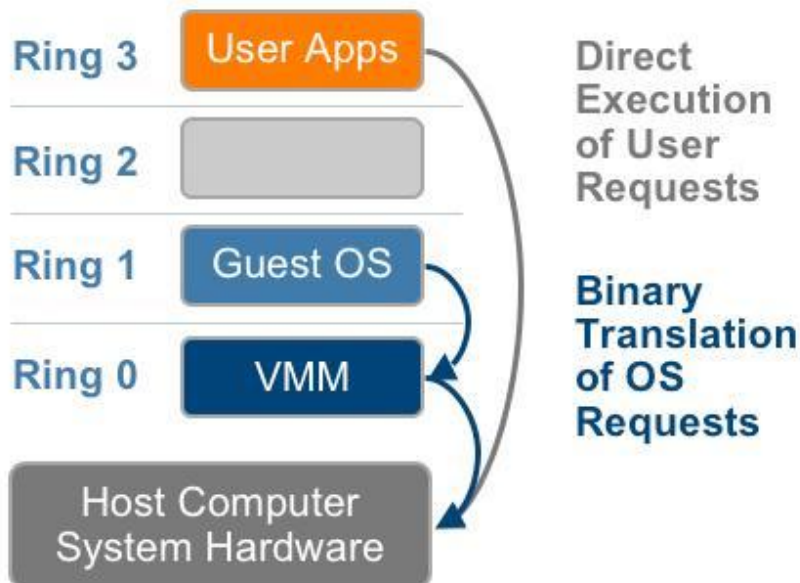 Ring 3
User Apps
Ring 2
Ring 1
Guest OS
Ring 0
VMM
Host Computer
System Hardware
Direct
Execution
of User
Requests
Binary
Translation
of OS
Requests